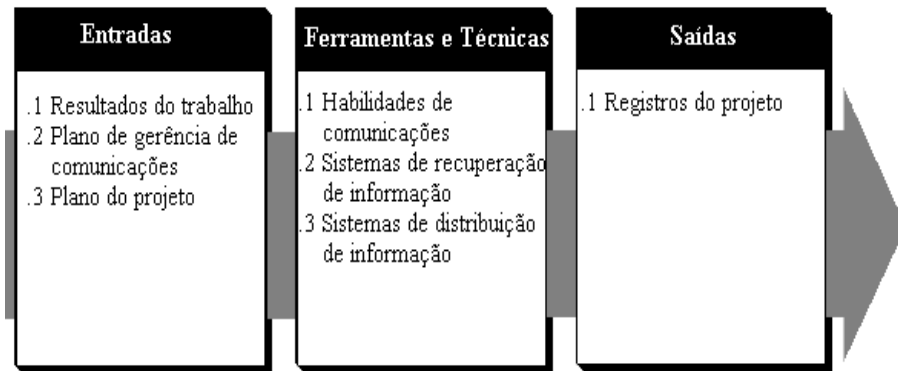 Entradas
.1 Resultados do trabalho
.2 Plano de gerência de
comunicações
.3 Plano do projeto
Ferramentas e Técnicas
.1 Habilidades de
comunicações
.2 Sistemas de recuperação
de informação
.3 Sistemas de distribuição
de informação
Saídas
.1 Registros do projeto